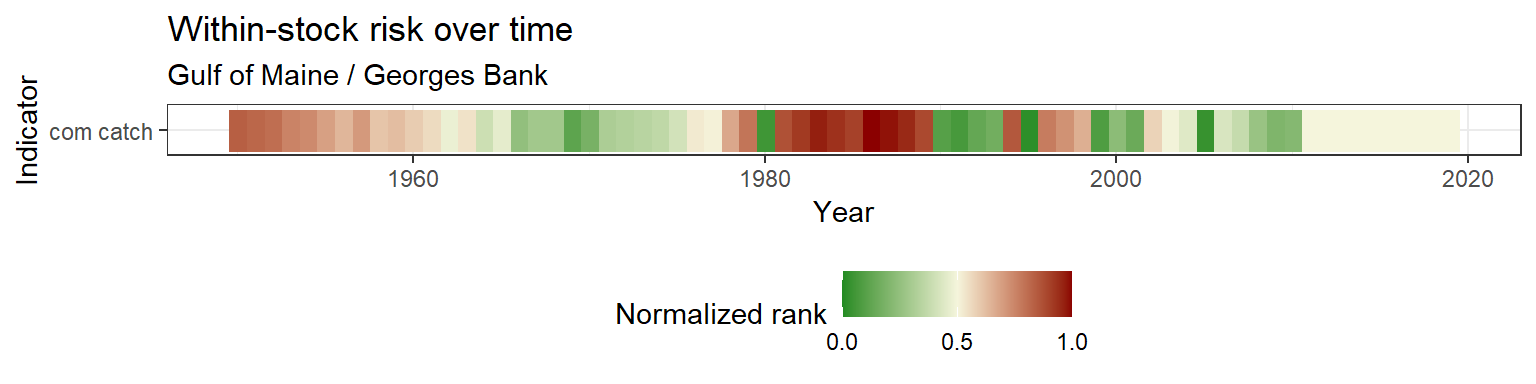 Within-stock risk over time
Gulf of Maine / Georges Bank
Indicator
com catch
1960 1980 2000 2020
Year
Normalized rank
0.0 0.5 1.0